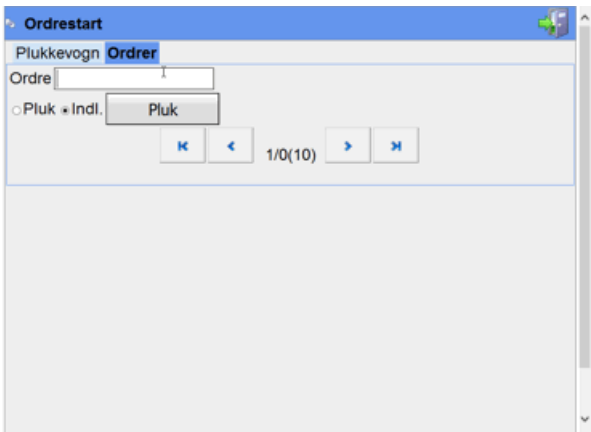 Ordrestart
Plukkevogn Ordrer
Ordre
Pluk Indl. Pluk
1/0(10)